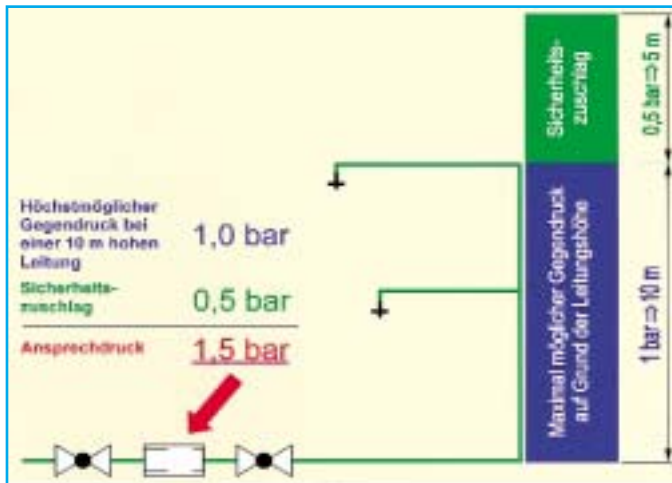 Höchstmöglicher
Gegendruck bei
einer 10 m hohen
Leitung
1,0 bar
Sicherheits-
zuschlag
0,5 bar
Ansprechdruck
1,5 bar
Sicherheits-
zuschlag
0,5 bar⇒5 m
Maximal möglicher Gegendruck
auf Grund der Leitungshöhe
1 bar⇒10 m